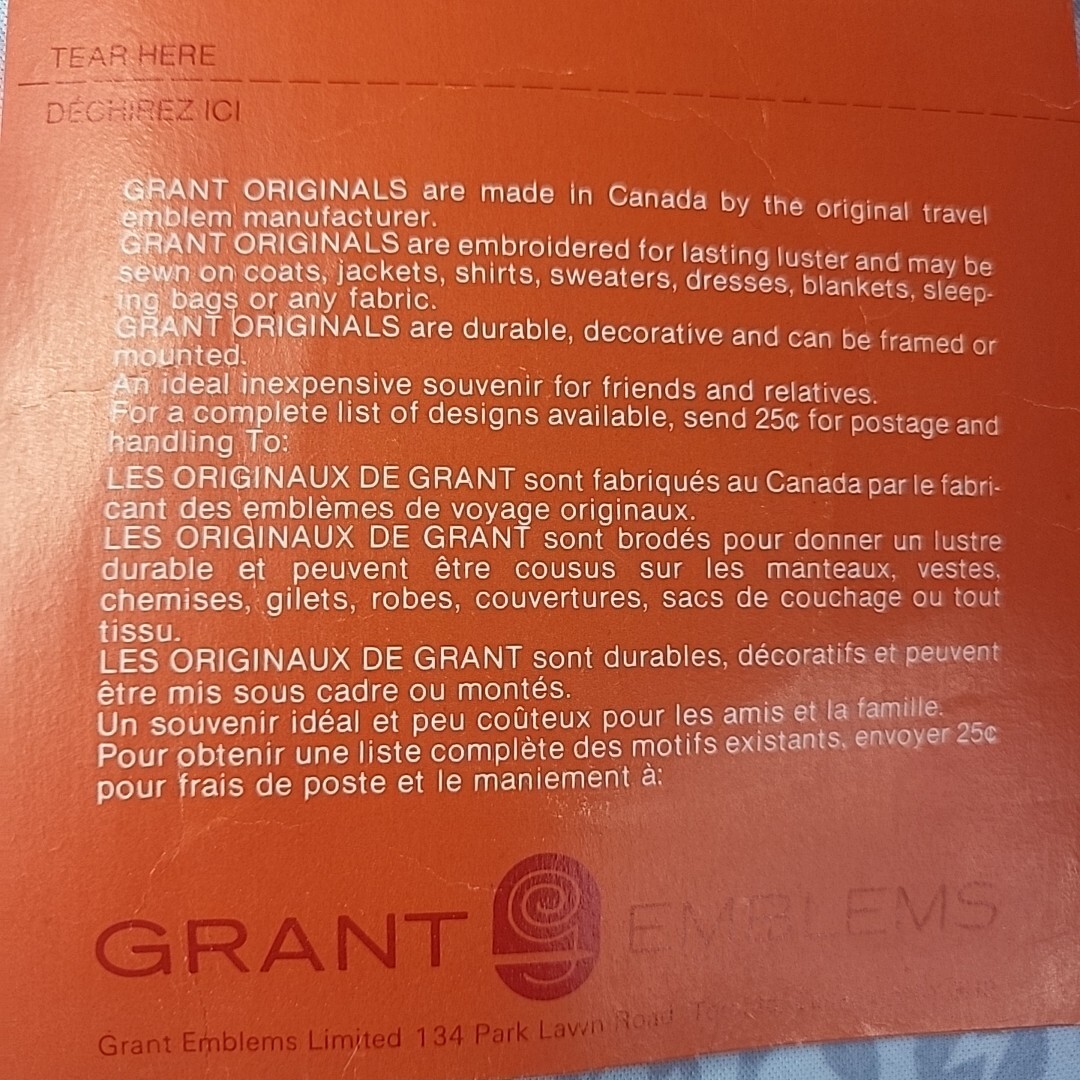 TEAR HERE
DÉCHIREZ ICI
GRANT ORIGINALS are made in Canada by the original travel
emblem manufacturer.
GRANT ORIGINALS are embroidered for lasting luster and may be
sewn on coats, jackets, shirts, sweaters, dresses, blankets, sleep-
ing bags or any fabric.
GRANT ORIGINALS are durable, decorative and can be framed or
mounted.
An ideal inexpensive souvenir for friends and relatives.
For a complete list of designs available, send 25¢ for postage and
handling To:
LES ORIGINAUX DE GRANT sont fabriqués au Canada par le fabri-
cant des emblèmes de voyage originaux.
LES ORIGINAUX DE GRANT sont brodés pour donner un lustre
durable et peuvent être cousus sur les manteaux, vestes,
chemises, gilets, robes, couvertures, sacs de couchage ou tout
tissu.
LES ORIGINAUX DE GRANT sont durables, décoratifs et peuvent
être mis sous cadre ou montés.
Un souvenir idéal et peu coûteux pour les amis et la famille.
Pour obtenir une liste complète des motifs existants, envoyer 25¢
pour frais de poste et le maniement à:
GRANT g EMBLEMS
Grant Emblems Limited 134 Park Lawn Road